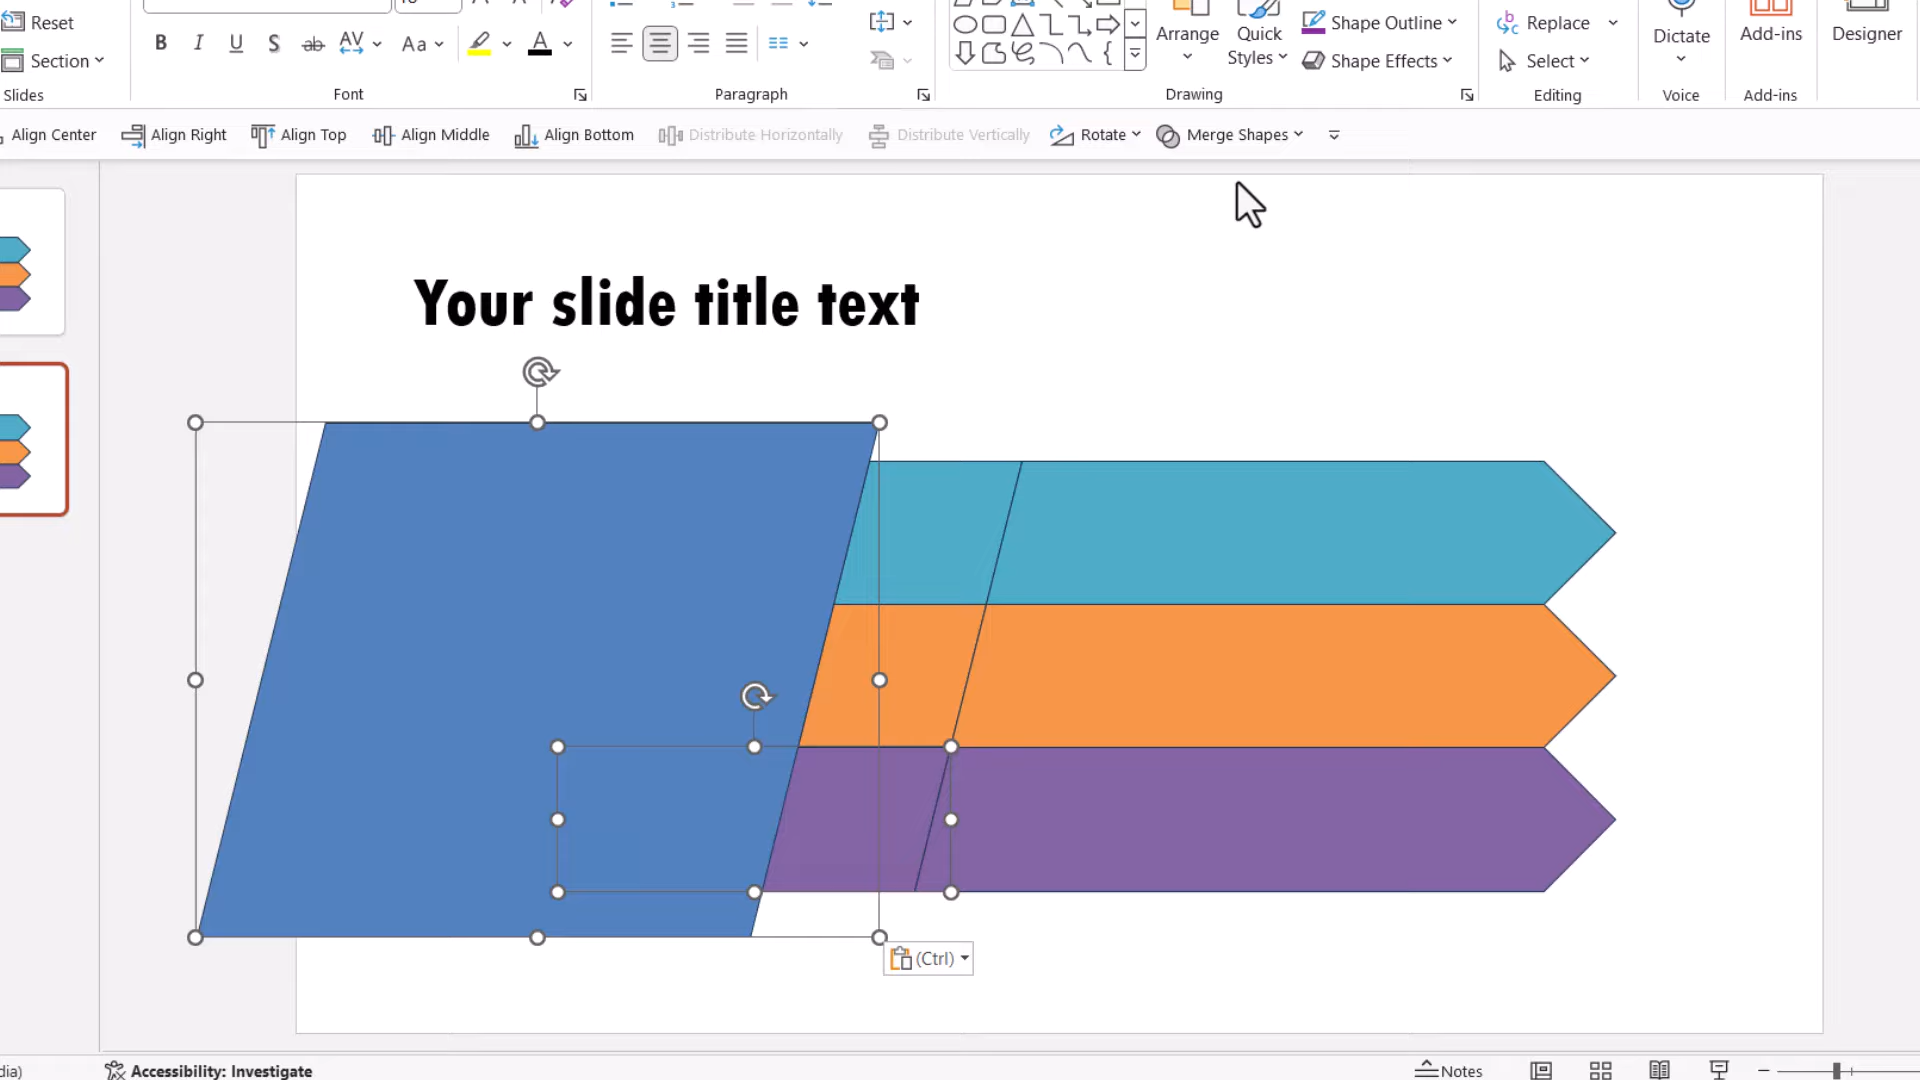 Reset
Section
Slides
B I U S ab AV Aa A
Font
Paragraph
Arrange
Quick
Styles
Shape Outline
Shape Effects
Drawing
Replace
Select
Editing
Dictate
Voice
Add-ins
Add-ins
Designer
Align Center
Align Right
Align Top
Align Middle
Align Bottom
Distribute Horizontally
Distribute Vertically
Rotate
Merge Shapes
Your slide title text
(Ctrl)
dia)
Accessibility: Investigate
Notes